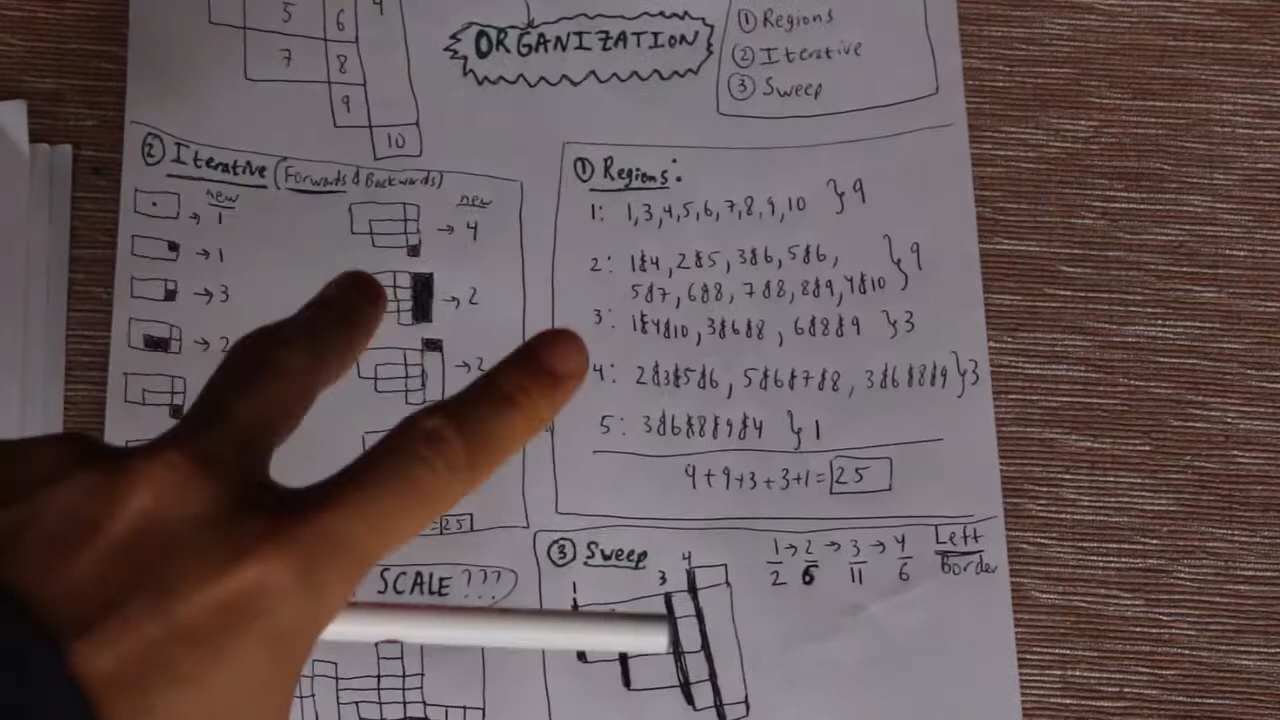 5 6 4
7 8
9
10
ORGANIZATION
① Regions
② Iterative
③ Sweep
② Iterative (Forwards & Backwards)
new
→ 1
→ 1
→ 3
→ 2
new
→ 4
→ 2
→ 2
=25
① Regions:
1: 1,3,4,5,6,7,8,9,10 } 9
2: 1&4, 2&5, 3&6, 5&6,
5&7, 6&8, 7&8, 8&9, 4&10 } 9
3: 1&4&10, 3&6&8, 6&8&9 } 3
4: 2&3&5&6, 5&6&7&8, 3&6&8&9 } 3
5: 3&6&8&9&4 } 1
9+9+3+3+1=25
SCALE???
③ Sweep
1 3 4
1/2 → 2/6 → 3/11 → 4/6 Left
Border